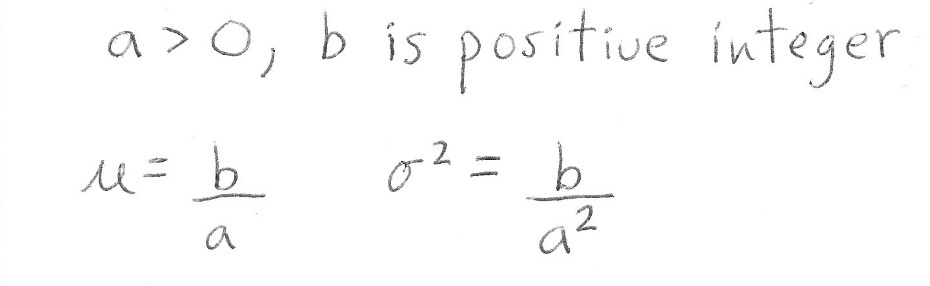 a > 0, b is positive integer
μ = b/a    σ² = b/a²